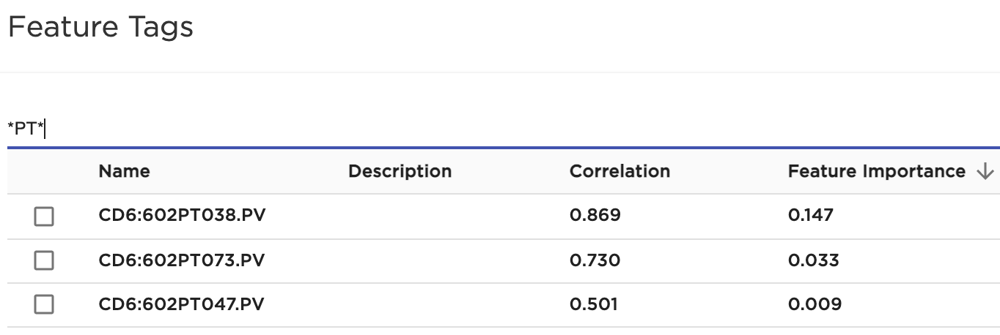 Feature Tags
*PT*
Name Description Correlation Feature Importance ↓
CD6:602PT038.PV 0.869 0.147
CD6:602PT073.PV 0.730 0.033
CD6:602PT047.PV 0.501 0.009